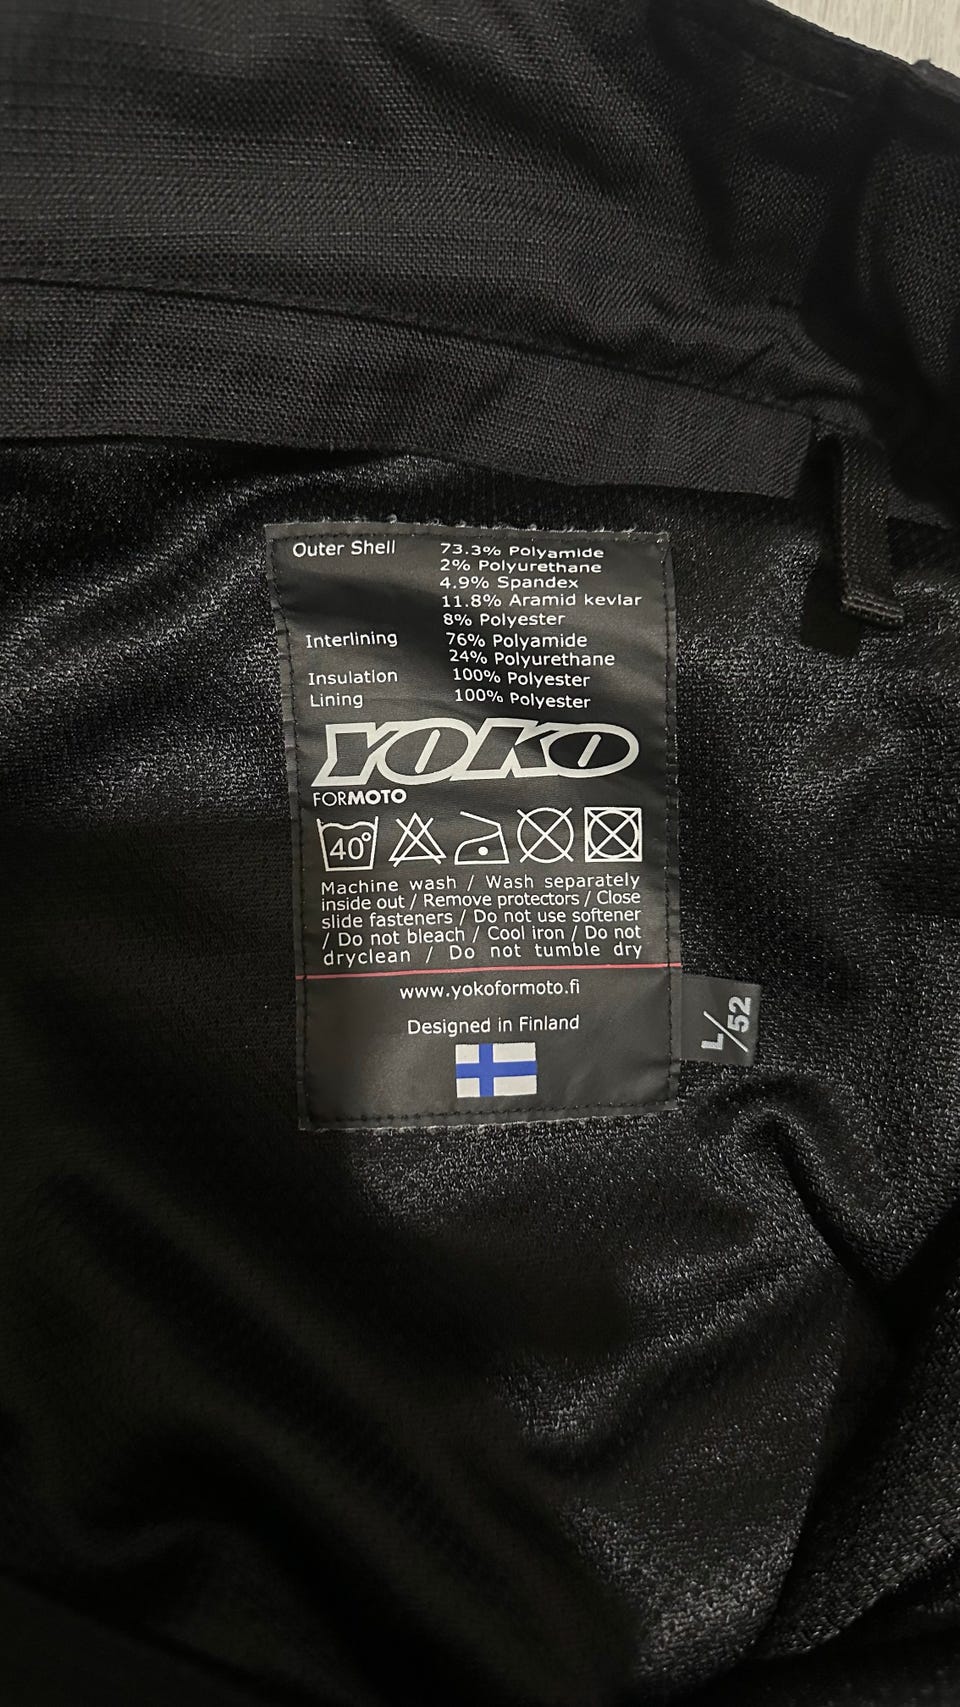 Outer Shell 73.3% Polyamide
2% Polyurethane
4.9% Spandex
11.8% Aramid kevlar
8% Polyester
Interlining 76% Polyamide
24% Polyurethane
Insulation 100% Polyester
Lining 100% Polyester
YOKO
FORMOTO
40°
Machine wash / Wash separately
inside out / Remove protectors / Close
slide fasteners / Do not use softener
/ Do not bleach / Cool iron / Do not
dryclean / Do not tumble dry
www.yokoformoto.fi
Designed in Finland
L/52